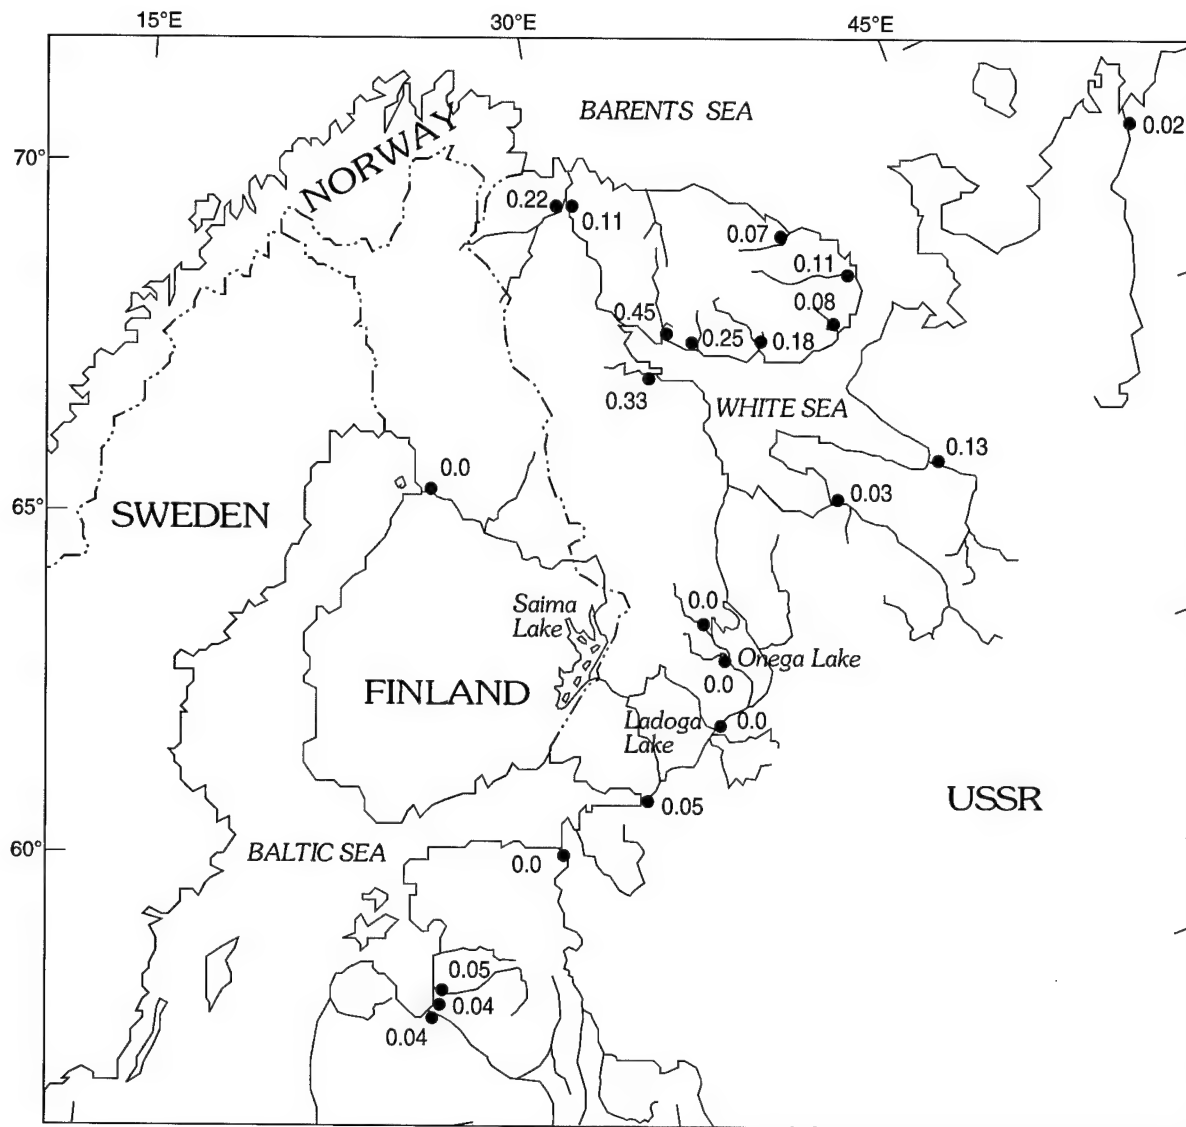 15°E 30°E 45°E
BARENTS SEA
0.02
70°
NORWAY
0.22
0.11
0.07
0.11
0.08
0.45
0.25
0.18
0.33
WHITE SEA
0.13
0.0
0.03
65°
SWEDEN
Saima
Lake
0.0
Onega Lake
0.0
FINLAND
Ladoga
Lake
0.0
USSR
0.05
60°
BALTIC SEA
0.0
0.05
0.04
0.04